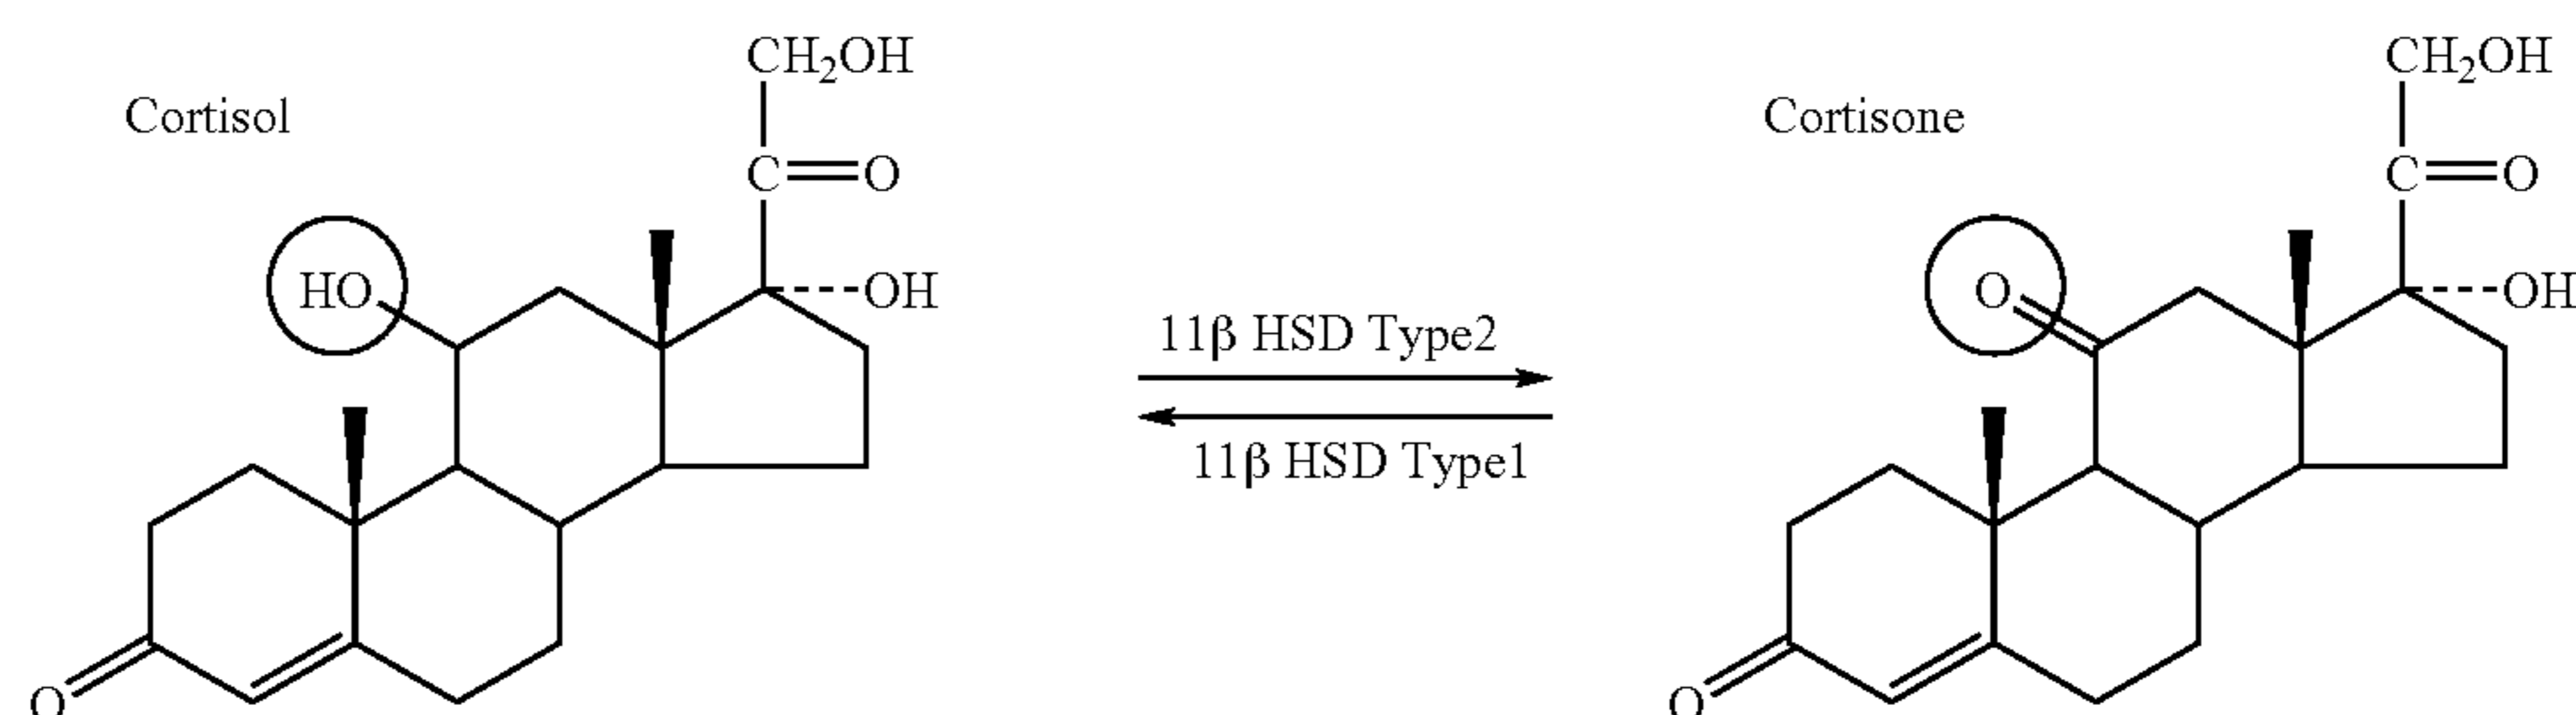 CH₂OH
Cortisol
C=O
HO
OH
O
11β HSD Type2
11β HSD Type1
CH₂OH
Cortisone
C=O
O
OH
O